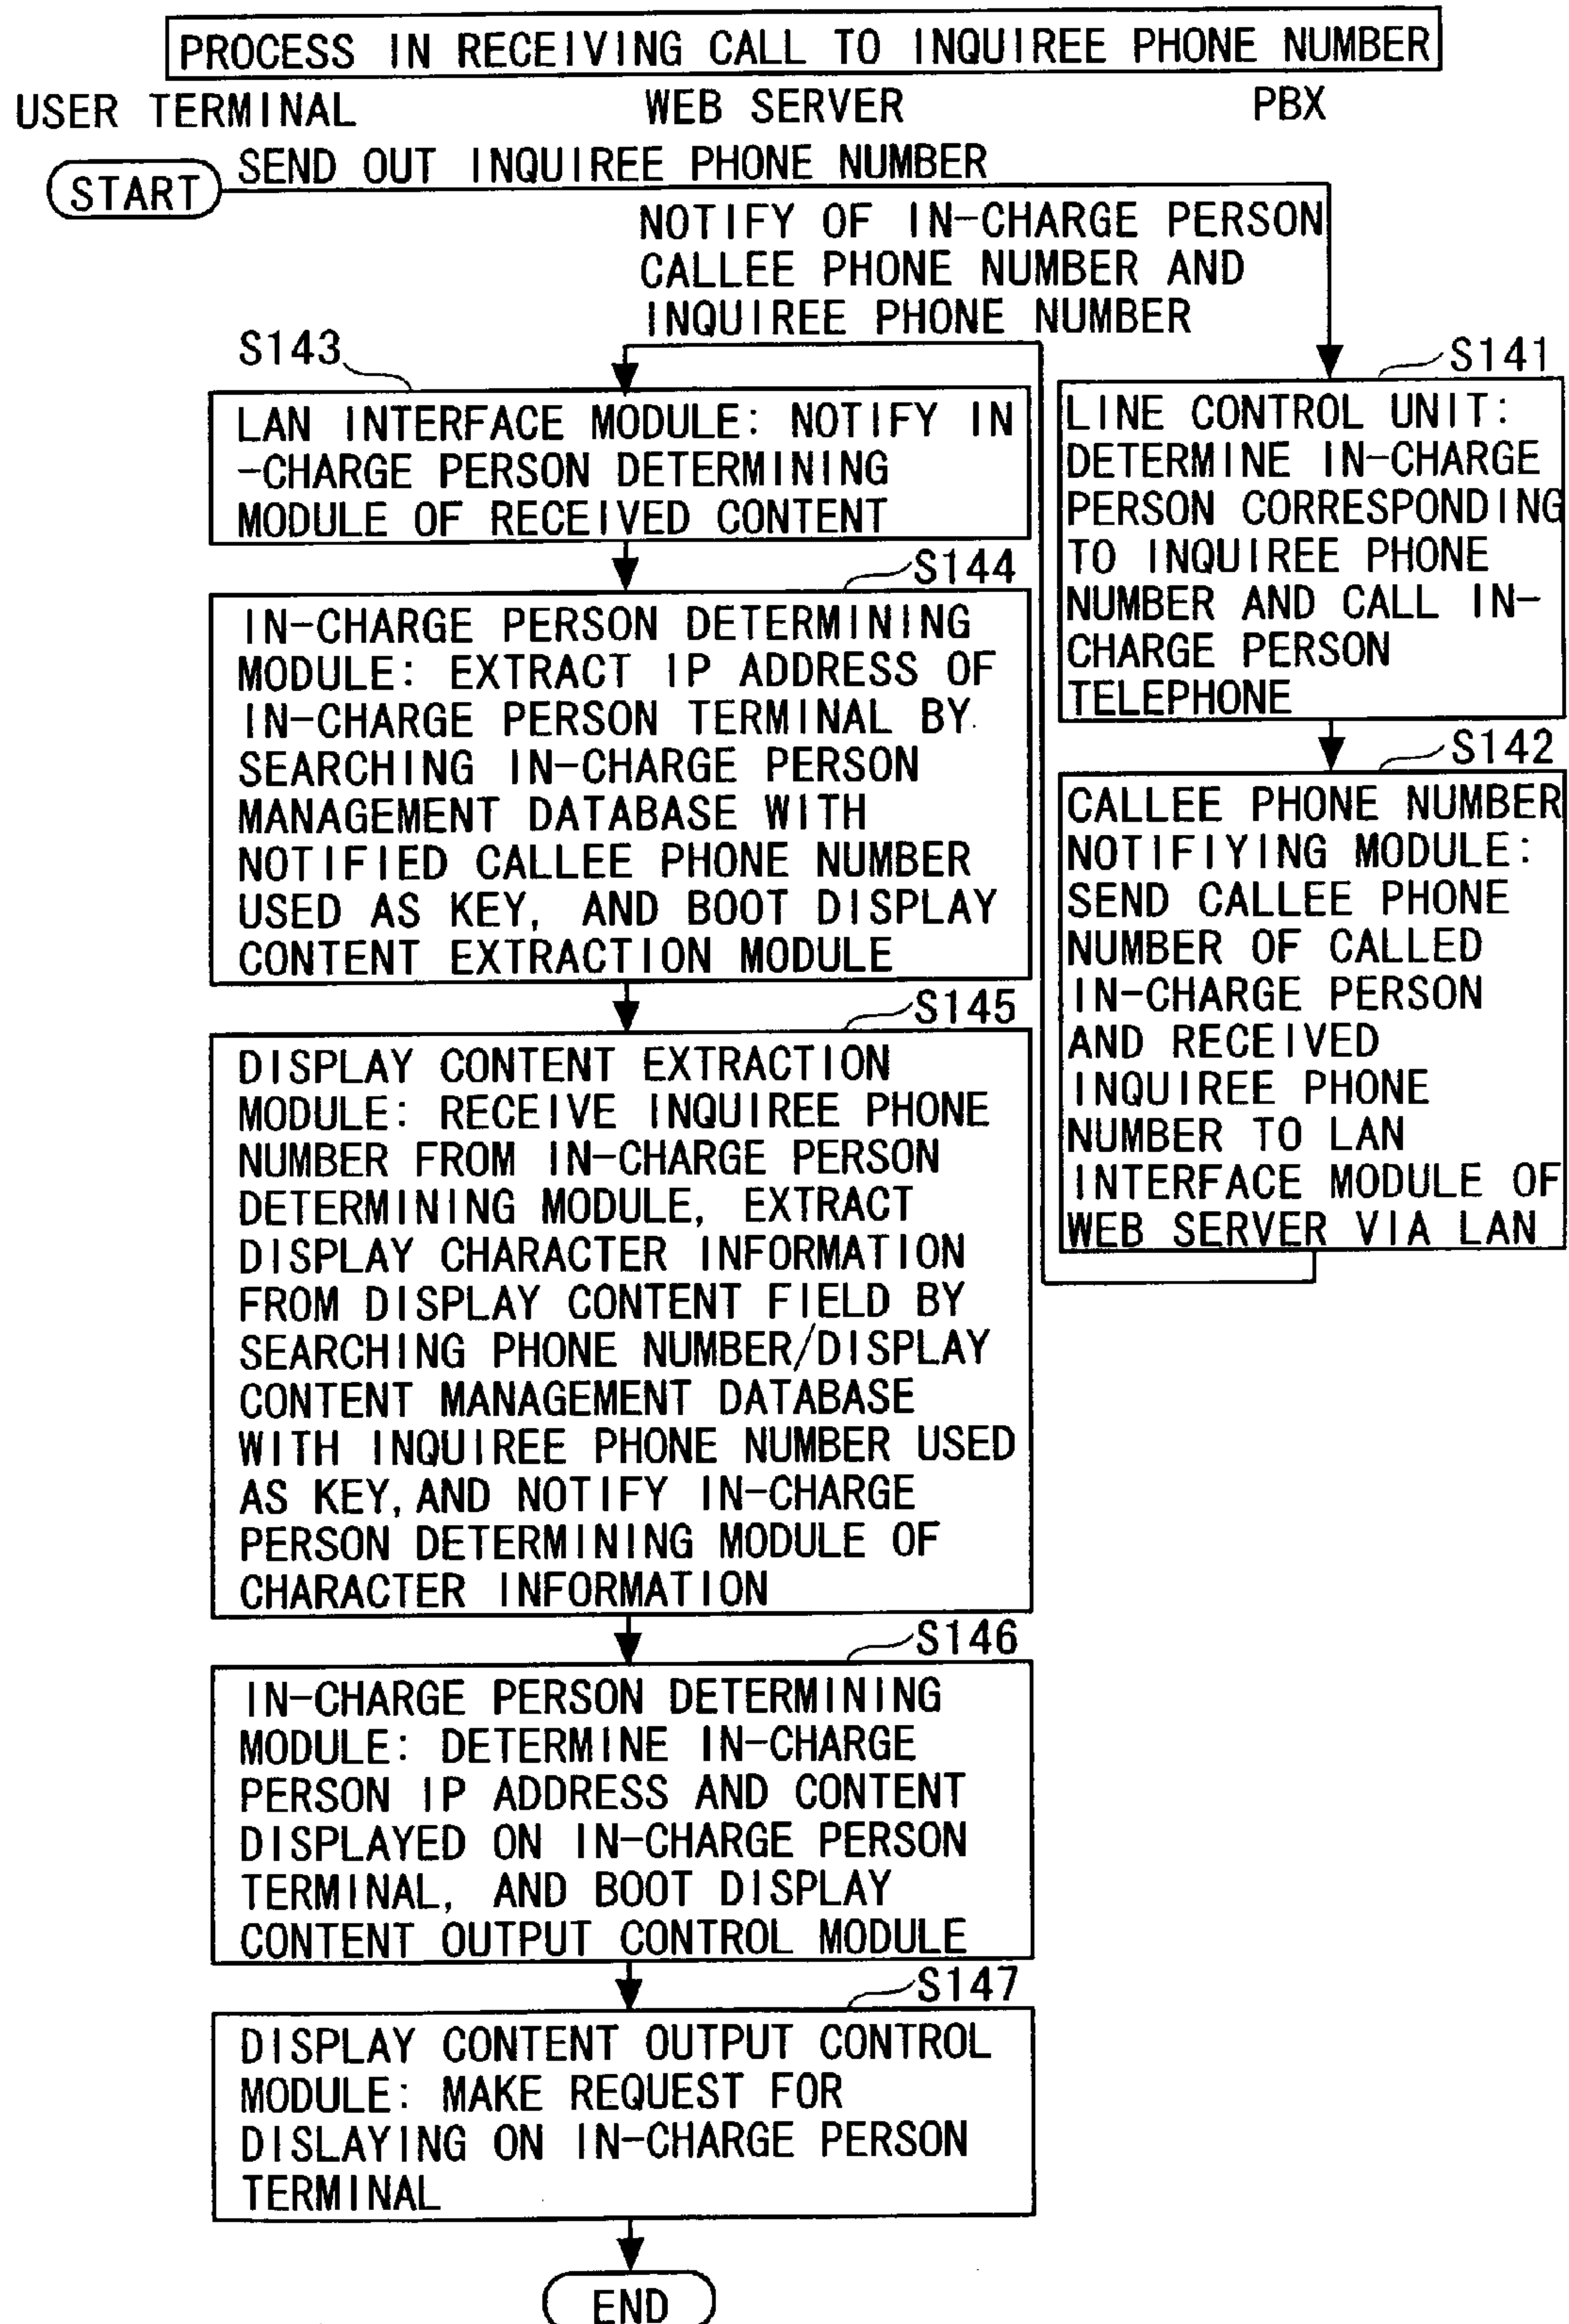 PROCESS IN RECEIVING CALL TO INQUIREE PHONE NUMBER
USER TERMINAL
WEB SERVER
PBX
START
SEND OUT INQUIREE PHONE NUMBER
NOTIFY OF IN-CHARGE PERSON
CALLEE PHONE NUMBER AND
INQUIREE PHONE NUMBER
S141
LINE CONTROL UNIT:
DETERMINE IN-CHARGE
PERSON CORRESPONDING
TO INQUIREE PHONE
NUMBER AND CALL IN-
CHARGE PERSON
TELEPHONE
S142
CALLEE PHONE NUMBER
NOTIFIYING MODULE:
SEND CALLEE PHONE
NUMBER OF CALLED
IN-CHARGE PERSON
AND RECEIVED
INQUIREE PHONE
NUMBER TO LAN
INTERFACE MODULE OF
WEB SERVER VIA LAN
S143
LAN INTERFACE MODULE: NOTIFY IN
-CHARGE PERSON DETERMINING
MODULE OF RECEIVED CONTENT
S144
IN-CHARGE PERSON DETERMINING
MODULE: EXTRACT IP ADDRESS OF
IN-CHARGE PERSON TERMINAL BY
SEARCHING IN-CHARGE PERSON
MANAGEMENT DATABASE WITH
NOTIFIED CALLEE PHONE NUMBER
USED AS KEY, AND BOOT DISPLAY
CONTENT EXTRACTION MODULE
S145
DISPLAY CONTENT EXTRACTION
MODULE: RECEIVE INQUIREE PHONE
NUMBER FROM IN-CHARGE PERSON
DETERMINING MODULE, EXTRACT
DISPLAY CHARACTER INFORMATION
FROM DISPLAY CONTENT FIELD BY
SEARCHING PHONE NUMBER/DISPLAY
CONTENT MANAGEMENT DATABASE
WITH INQUIREE PHONE NUMBER USED
AS KEY, AND NOTIFY IN-CHARGE
PERSON DETERMINING MODULE OF
CHARACTER INFORMATION
S146
IN-CHARGE PERSON DETERMINING
MODULE: DETERMINE IN-CHARGE
PERSON IP ADDRESS AND CONTENT
DISPLAYED ON IN-CHARGE PERSON
TERMINAL, AND BOOT DISPLAY
CONTENT OUTPUT CONTROL MODULE
S147
DISPLAY CONTENT OUTPUT CONTROL
MODULE: MAKE REQUEST FOR
DISLAYING ON IN-CHARGE PERSON
TERMINAL
END